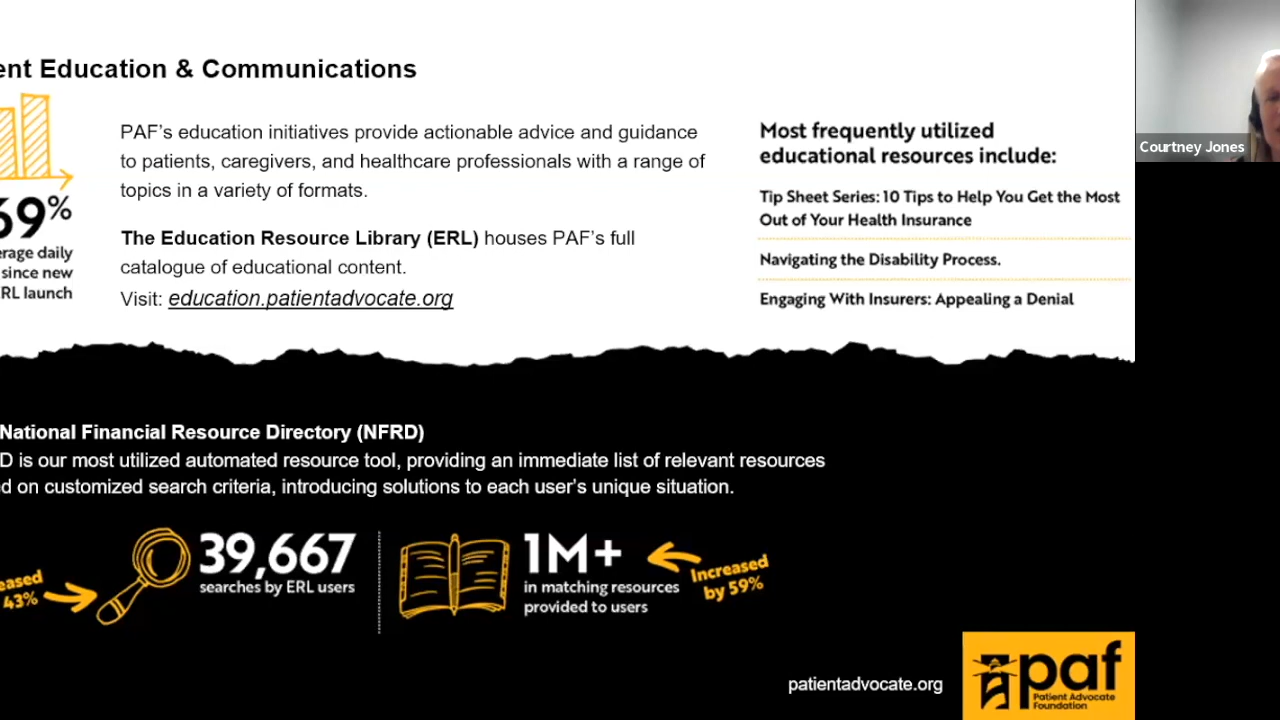 ent Education & Communications
PAF's education initiatives provide actionable advice and guidance
to patients, caregivers, and healthcare professionals with a range of
topics in a variety of formats.
The Education Resource Library (ERL) houses PAF's full
catalogue of educational content.
Visit: education.patientadvocate.org
69%
erage daily
since new
RL launch
Most frequently utilized
educational resources include:
Tip Sheet Series: 10 Tips to Help You Get the Most
Out of Your Health Insurance
Navigating the Disability Process.
Engaging With Insurers: Appealing a Denial
Courtney Jones
National Financial Resource Directory (NFRD)
D is our most utilized automated resource tool, providing an immediate list of relevant resources
d on customized search criteria, introducing solutions to each user's unique situation.
eased
43%
39,667
searches by ERL users
1M+
in matching resources
provided to users
Increased
by 59%
patientadvocate.org
paf
Patient Advocate
Foundation